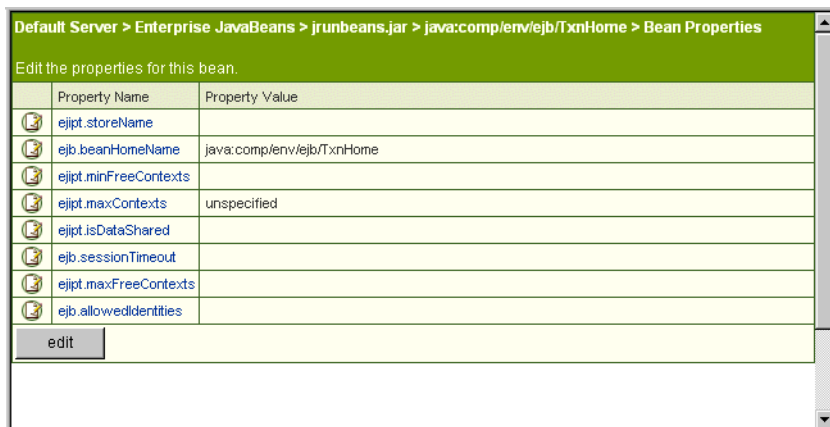 Default Server > Enterprise JavaBeans > jrunbeans.jar > java:comp/env/ejb/TxnHome > Bean Properties
Edit the properties for this bean.
Property Name Property Value
ejipt.storeName
ejb.beanHomeName java:comp/env/ejb/TxnHome
ejipt.minFreeContexts
ejipt.maxContexts unspecified
ejipt.isDataShared
ejb.sessionTimeout
ejipt.maxFreeContexts
ejb.allowedIdentities
edit